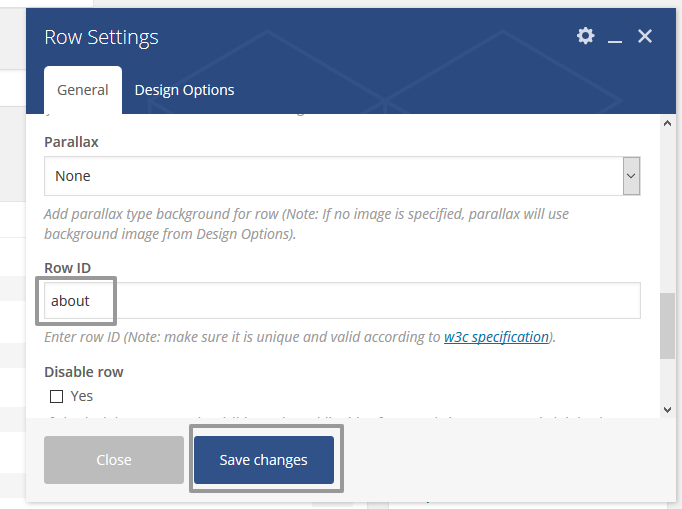 Row Settings
General
Design Options
Parallax
None
Add parallax type background for row (Note: If no image is specified, parallax will use
background image from Design Options).
Row ID
about
Enter row ID (Note: make sure it is unique and valid according to w3c specification).
Disable row
Yes
Close
Save changes